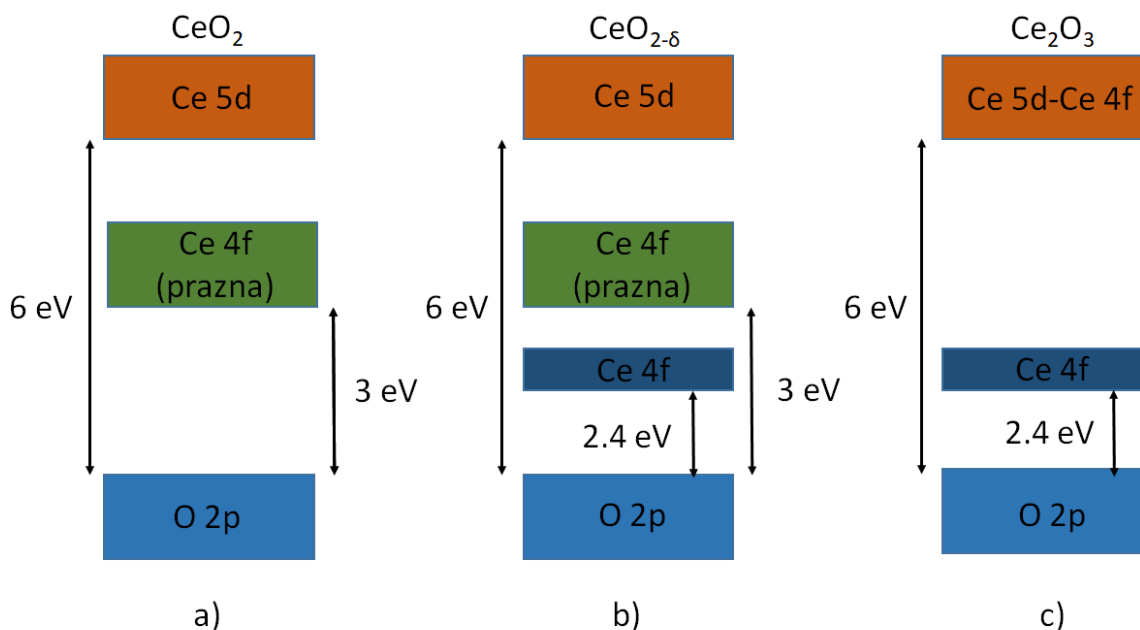 CeO₂
Ce 5d
Ce 4f
(prazna)
6 eV
3 eV
O 2p
a)
CeO₂₋δ
Ce 5d
Ce 4f
(prazna)
6 eV
Ce 4f
3 eV
2.4 eV
O 2p
b)
Ce₂O₃
Ce 5d-Ce 4f
6 eV
Ce 4f
2.4 eV
O 2p
c)